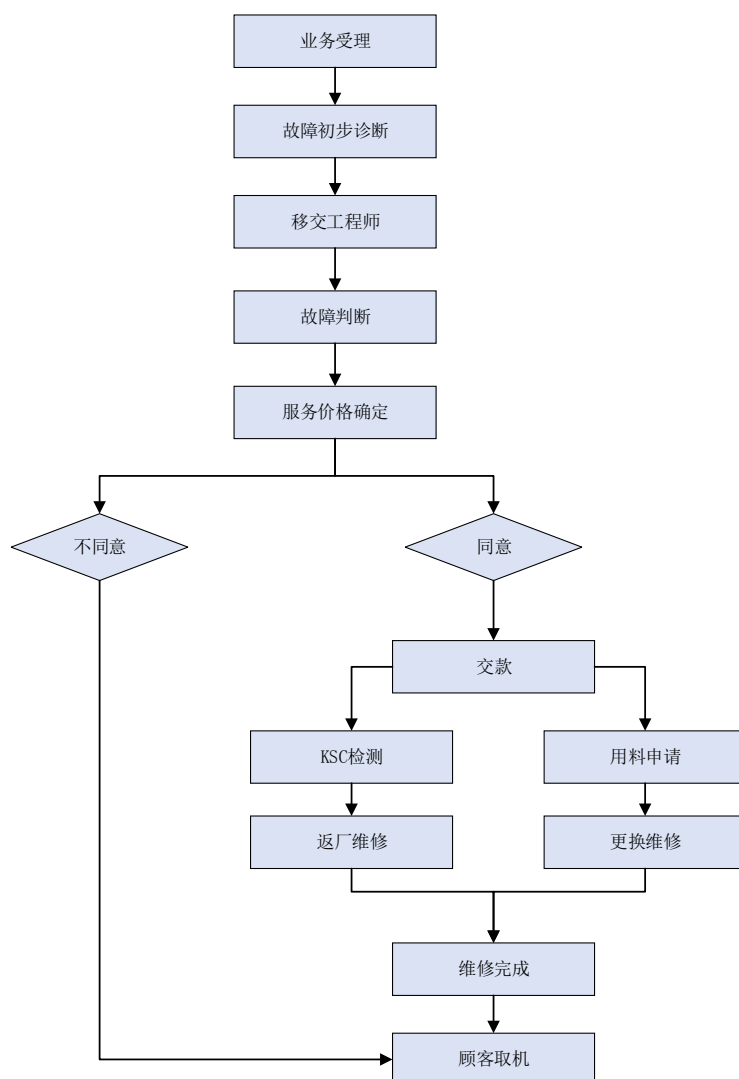 业务受理
故障初步诊断
移交工程师
故障判断
服务价格确定
不同意
同意
交款
KSC检测
用料申请
返厂维修
更换维修
维修完成
顾客取机